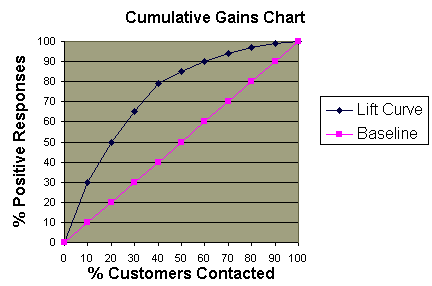 Cumulative Gains Chart
% Positive Responses
100
90
80
70
60
50
40
30
20
10
0
0 10 20 30 40 50 60 70 80 90 100
% Customers Contacted
Lift Curve
Baseline